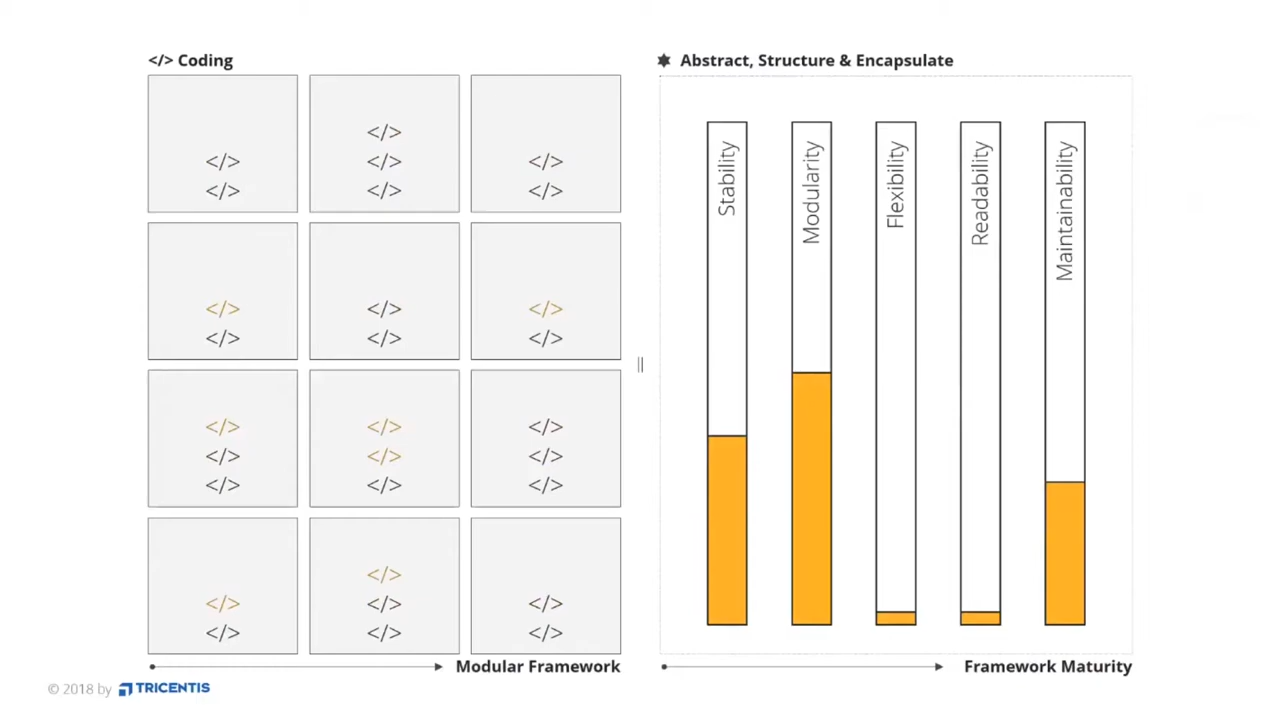 </> Coding
</> </> </>
</> </> </>
</>
</> </>
</> </>
</> </>
</> </> </>
</> </> </>
</> </> </>
</> </> </>
</>
</> </> </>
</> </> </>
Modular Framework
Abstract, Structure & Encapsulate
Stability
Modularity
Flexibility
Readability
Maintainability
Framework Maturity
© 2018 by TRICENTIS